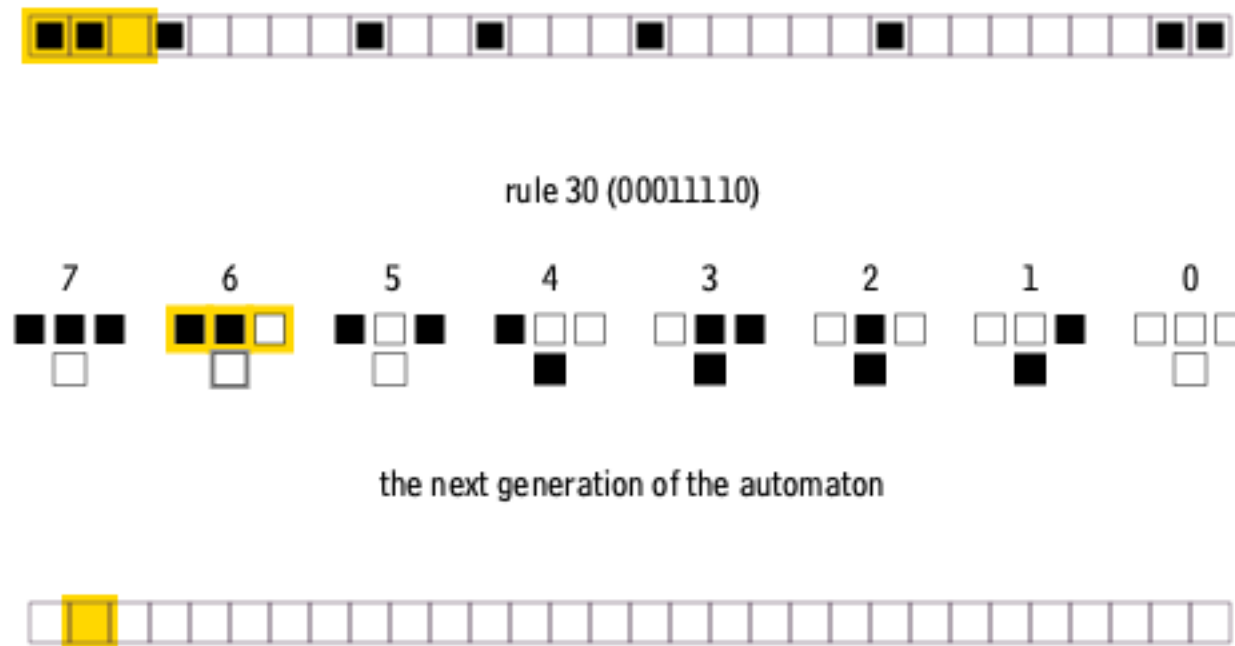 rule 30 (00011110)
7 6 5 4 3 2 1 0
the next generation of the automaton